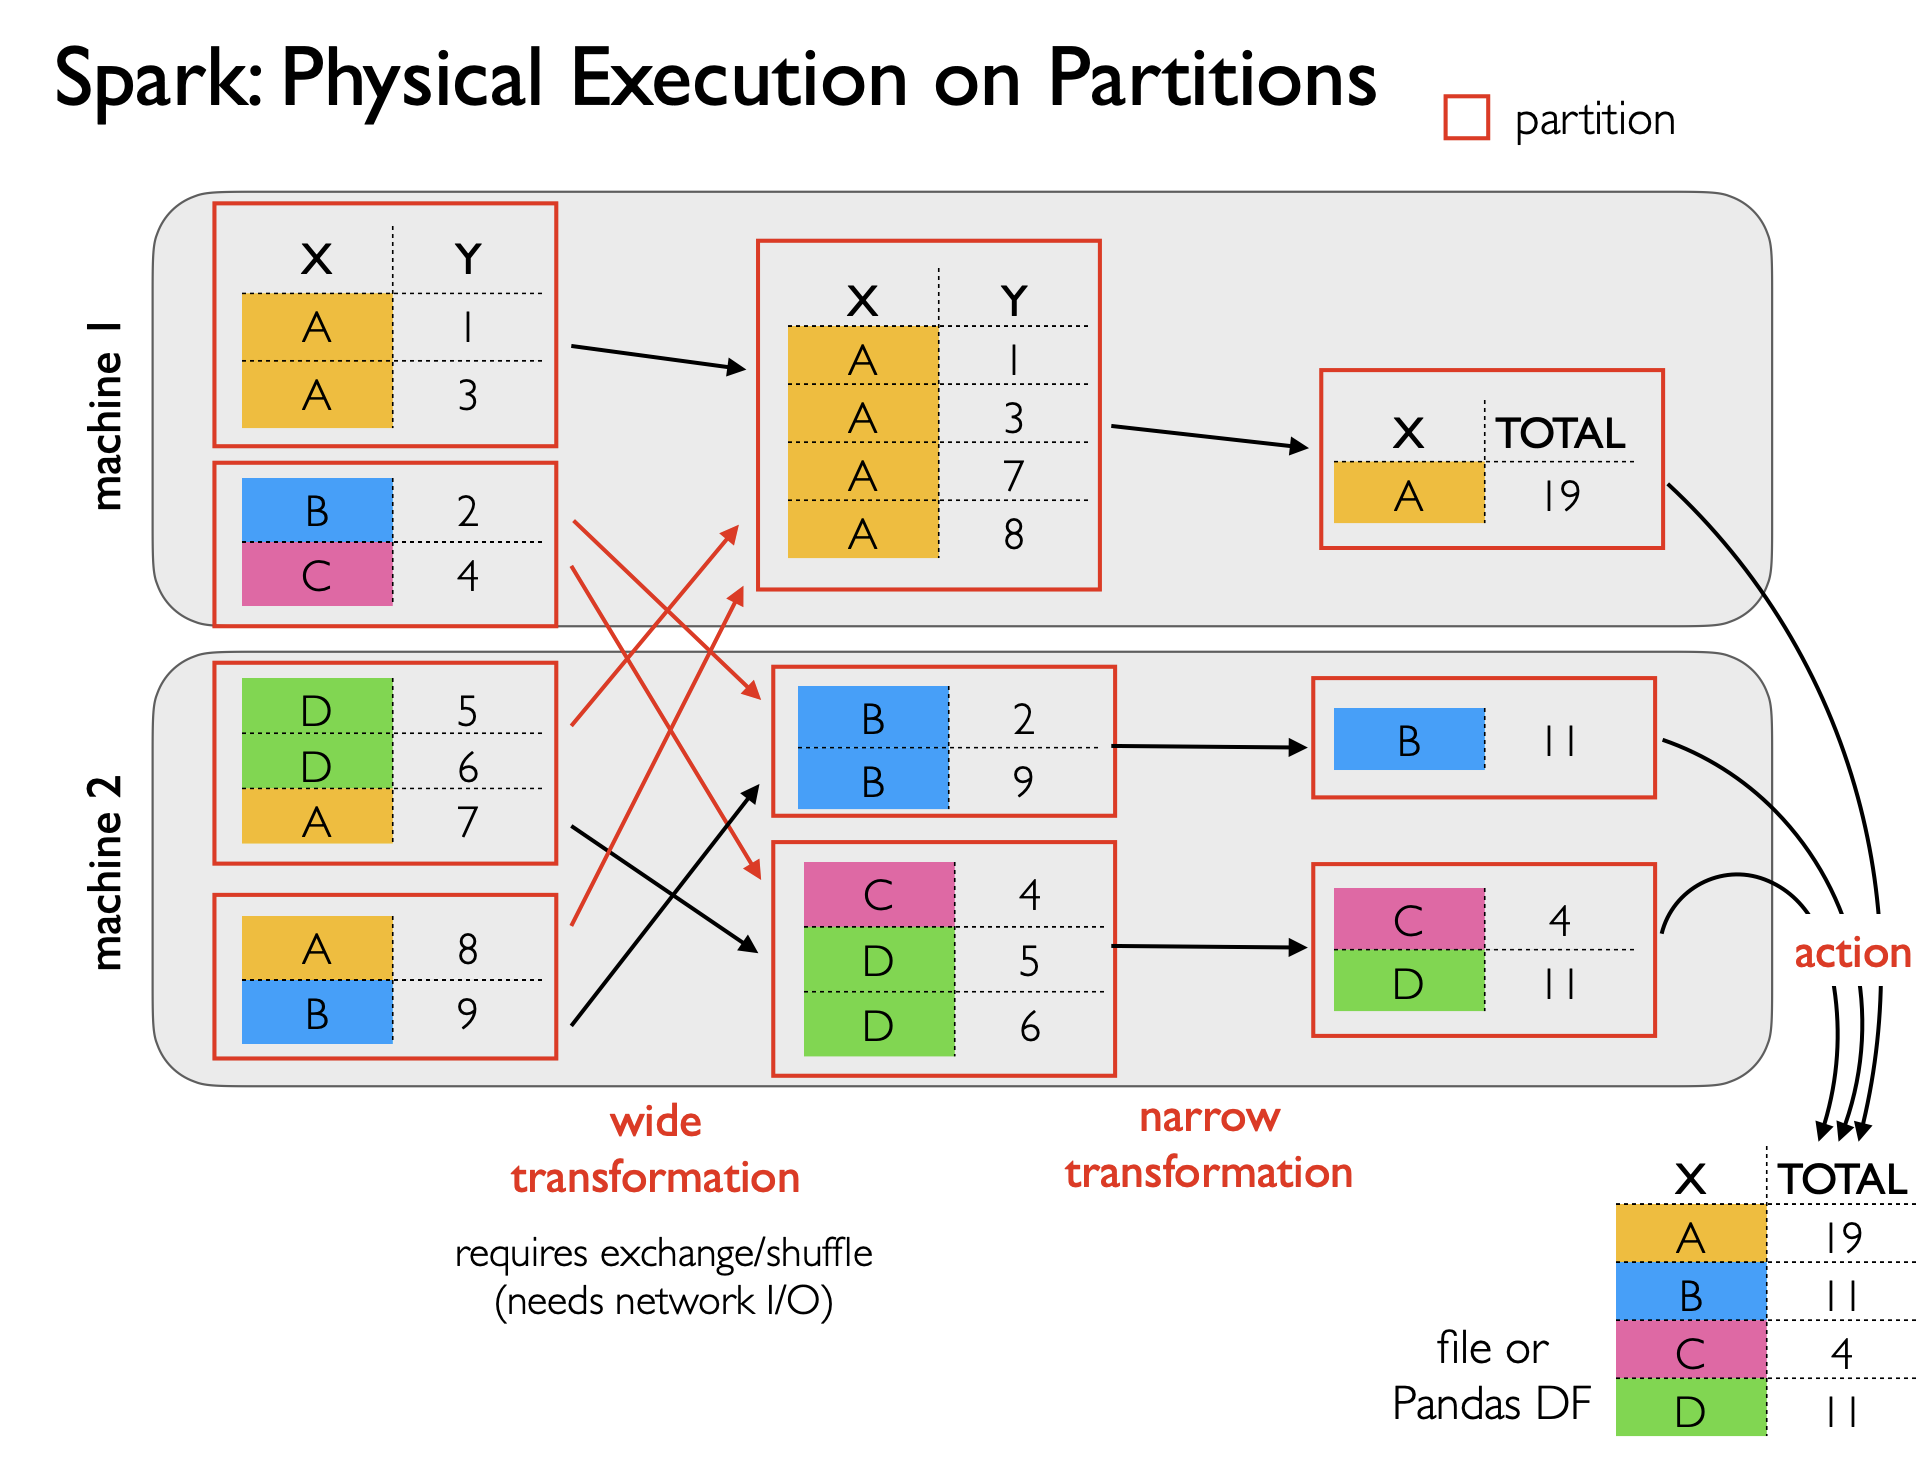 Spark: Physical Execution on Partitions
partition
machine 1
X Y
A 1
A 3
B 2
C 4
X Y
A 1
A 3
A 7
A 8
X TOTAL
A 19
machine 2
D 5
D 6
A 7
A 8
B 9
B 2
B 9
C 4
D 5
D 6
B 11
C 4
D 11
action
wide
transformation
requires exchange/shuffle
(needs network I/O)
narrow
transformation
file or
Pandas DF
X TOTAL
A 19
B 11
C 4
D 11